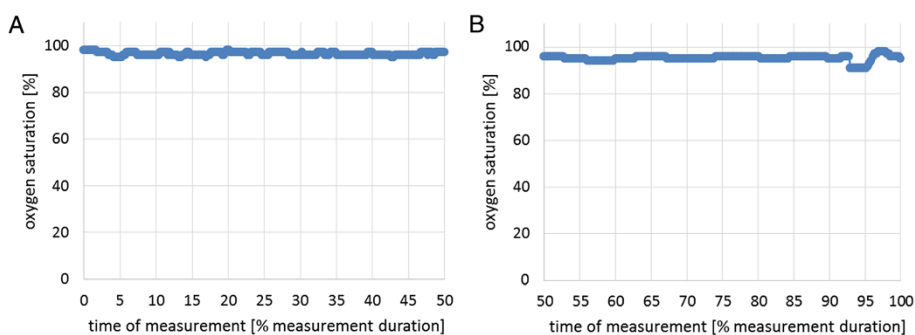 A
oxygen saturation [%]
100
80
60
40
20
0
0 5 10 15 20 25 30 35 40 45 50
time of measurement [% measurement duration]
B
oxygen saturation [%]
100
80
60
40
20
0
50 55 60 65 70 75 80 85 90 95 100
time of measurement [% measurement duration]